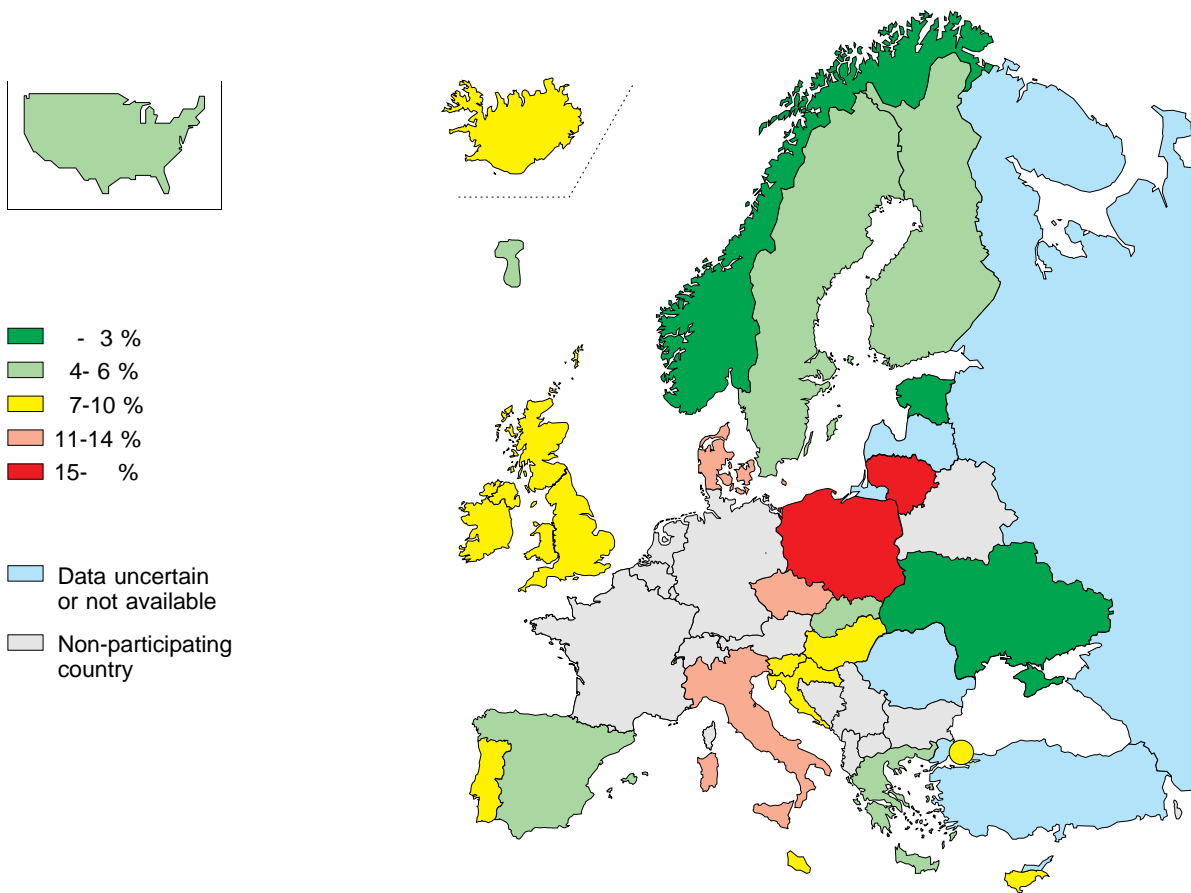 - 3 %
4- 6 %
7-10 %
11-14 %
15- %
Data uncertain
or not available
Non-participating
country